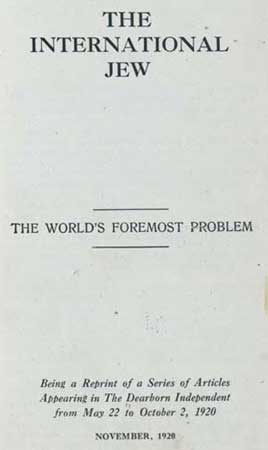 THE
INTERNATIONAL
JEW
THE WORLD'S FOREMOST PROBLEM
Being a Reprint of a Series of Articles
Appearing in The Dearborn Independent
from May 22 to October 2, 1920
NOVEMBER, 1920